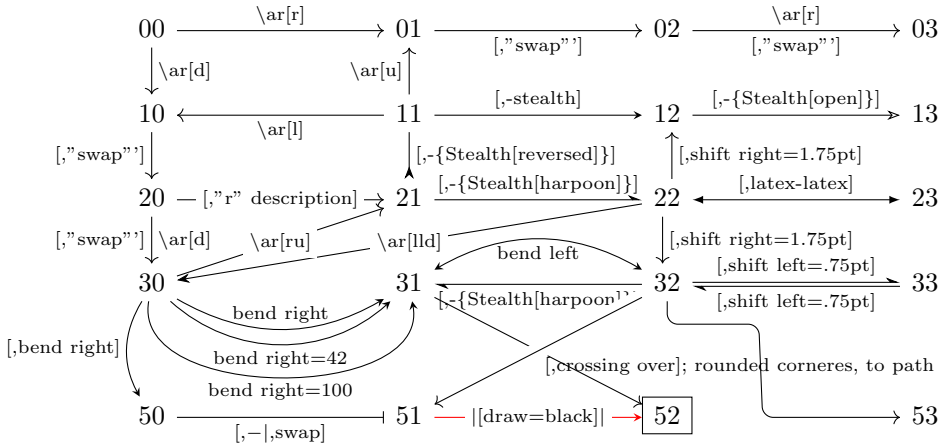 \ar[r] \ar[r]
00 01 02 03
[,"swap"'] [,"swap"']
\ar[d] \ar[u]
10 \ar[l] 11 [,-stealth] 12 [,-{Stealth[open]}] 13
[,"swap"'] [,-{Stealth[reversed]}] [,shift right=1.75pt]
20 [,"r" description] 21 [,-{Stealth[harpoon]}] 22 [,latex-latex] 23
[,"swap"'] \ar[d] \ar[ru] \ar[lld] [,shift right=1.75pt]
bend left [,shift left=.75pt]
30 31 32 33
[,-{Stealth[harpoon] [,shift left=.75pt]
bend right
[,bend right] bend right=42 [,crossing over]; rounded corneres, to path
bend right=100
50 [,−|,swap] 51 |[draw=black]| 52 53